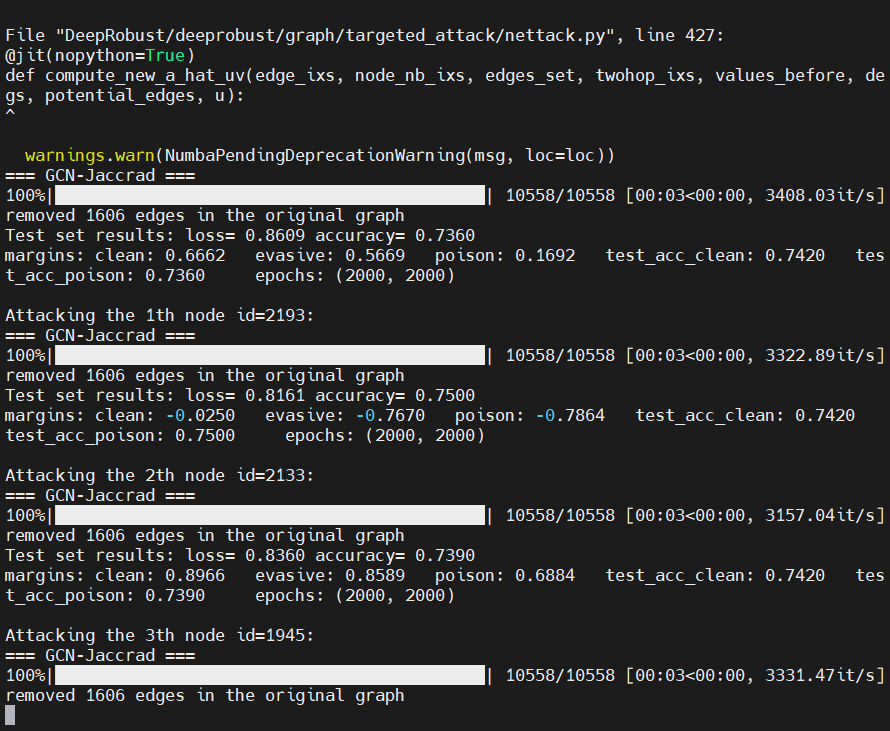 File "DeepRobust/deeprobust/graph/targeted_attack/nettack.py", line 427:
@jit(nopython=True)
def compute_new_a_hat_uv(edge_ixs, node_nb_ixs, edges_set, twohop_ixs, values_before, de
gs, potential_edges, u):
^
warnings.warn(NumbaPendingDeprecationWarning(msg, loc=loc))
=== GCN-Jaccrad ===
100%| | 10558/10558 [00:03<00:00, 3408.03it/s]
removed 1606 edges in the original graph
Test set results: loss= 0.8609 accuracy= 0.7360
margins: clean: 0.6662 evasive: 0.5669 poison: 0.1692 test_acc_clean: 0.7420 tes
t_acc_poison: 0.7360 epochs: (2000, 2000)
Attacking the 1th node id=2193:
=== GCN-Jaccrad ===
100%| | 10558/10558 [00:03<00:00, 3322.89it/s]
removed 1606 edges in the original graph
Test set results: loss= 0.8161 accuracy= 0.7500
margins: clean: -0.0250 evasive: -0.7670 poison: -0.7864 test_acc_clean: 0.7420
test_acc_poison: 0.7500 epochs: (2000, 2000)
Attacking the 2th node id=2133:
=== GCN-Jaccrad ===
100%| | 10558/10558 [00:03<00:00, 3157.04it/s]
removed 1606 edges in the original graph
Test set results: loss= 0.8360 accuracy= 0.7390
margins: clean: 0.8966 evasive: 0.8589 poison: 0.6884 test_acc_clean: 0.7420 tes
t_acc_poison: 0.7390 epochs: (2000, 2000)
Attacking the 3th node id=1945:
=== GCN-Jaccrad ===
100%| | 10558/10558 [00:03<00:00, 3331.47it/s]
removed 1606 edges in the original graph